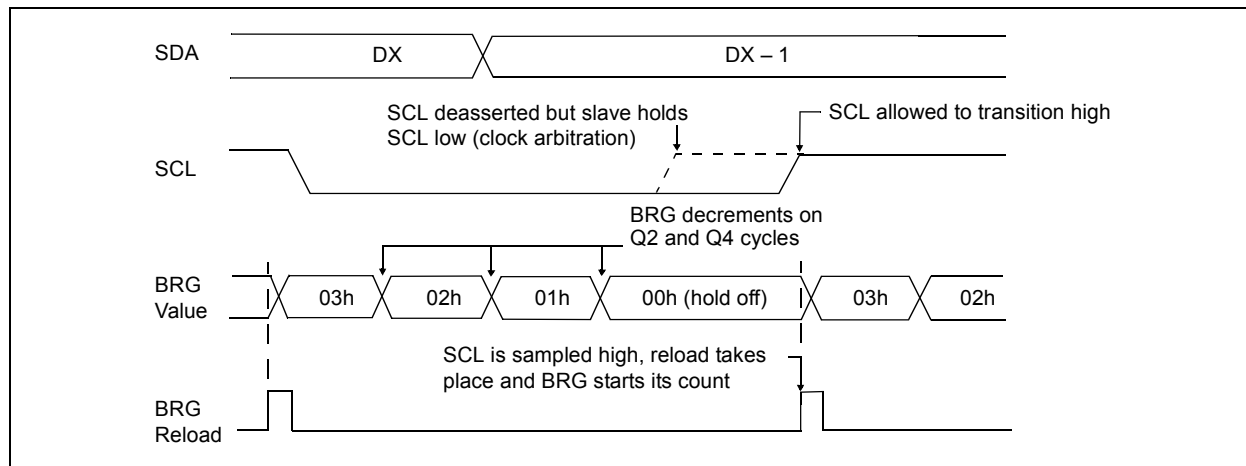 SDA
DX
DX – 1
SCL deasserted but slave holds
SCL low (clock arbitration)
SCL allowed to transition high
SCL
BRG decrements on
Q2 and Q4 cycles
BRG
Value
03h
02h
01h
00h (hold off)
03h
02h
SCL is sampled high, reload takes
place and BRG starts its count
BRG
Reload